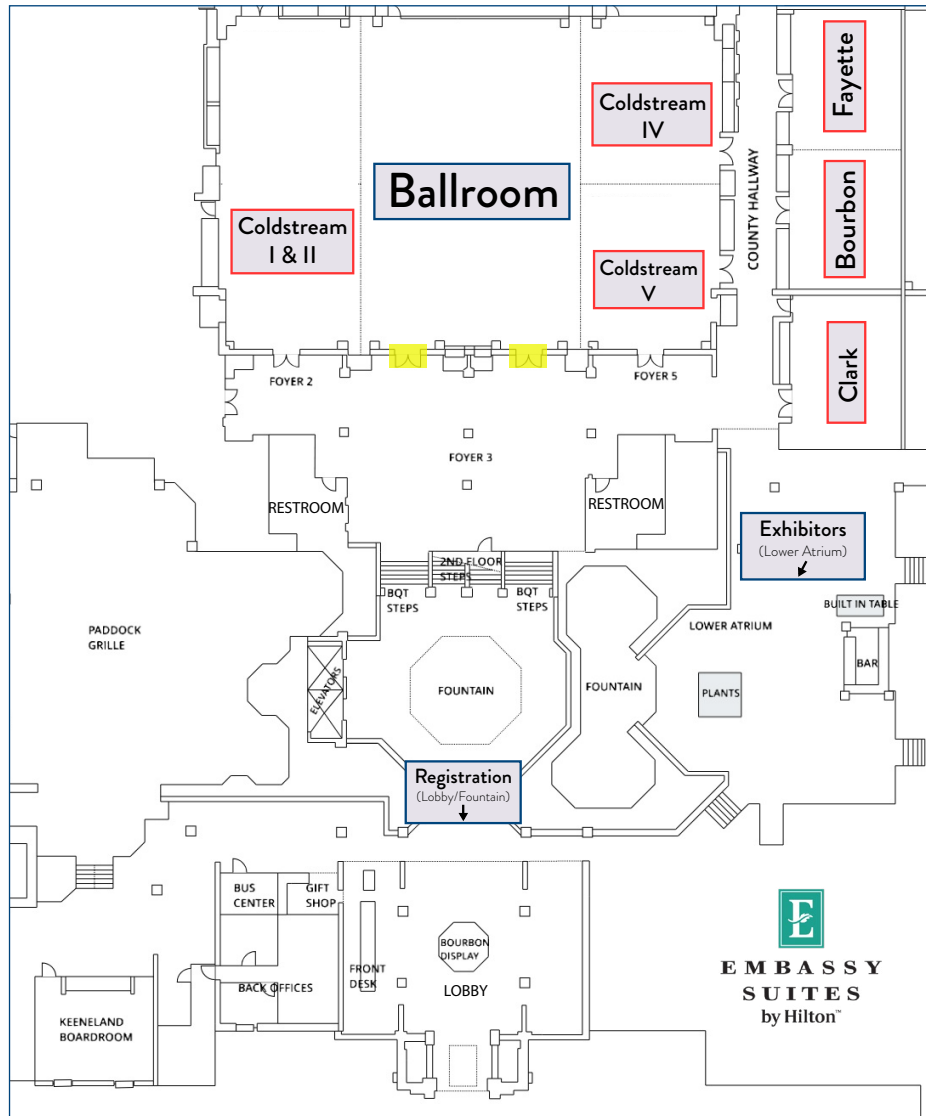 Fayette
Coldstream
IV
Ballroom
COUNTY HALLWAY
Bourbon
Coldstream
I & II
Coldstream
V
Clark
FOYER 2
FOYER 5
FOYER 3
RESTROOM
RESTROOM
Exhibitors
(Lower Atrium)
2ND FLOOR
STEPS
BQT
STEPS
BQT
STEPS
BUILT IN TABLE
LOWER ATRIUM
PADDOCK
GRILLE
BAR
ELEVATORS
FOUNTAIN
FOUNTAIN
PLANTS
Registration
(Lobby/Fountain)
BUS
CENTER
GIFT
SHOP
BOURBON
DISPLAY
FRONT
DESK
BACK OFFICES
LOBBY
KEENELAND
BOARDROOM
E
EMBASSY
SUITES
by Hilton™